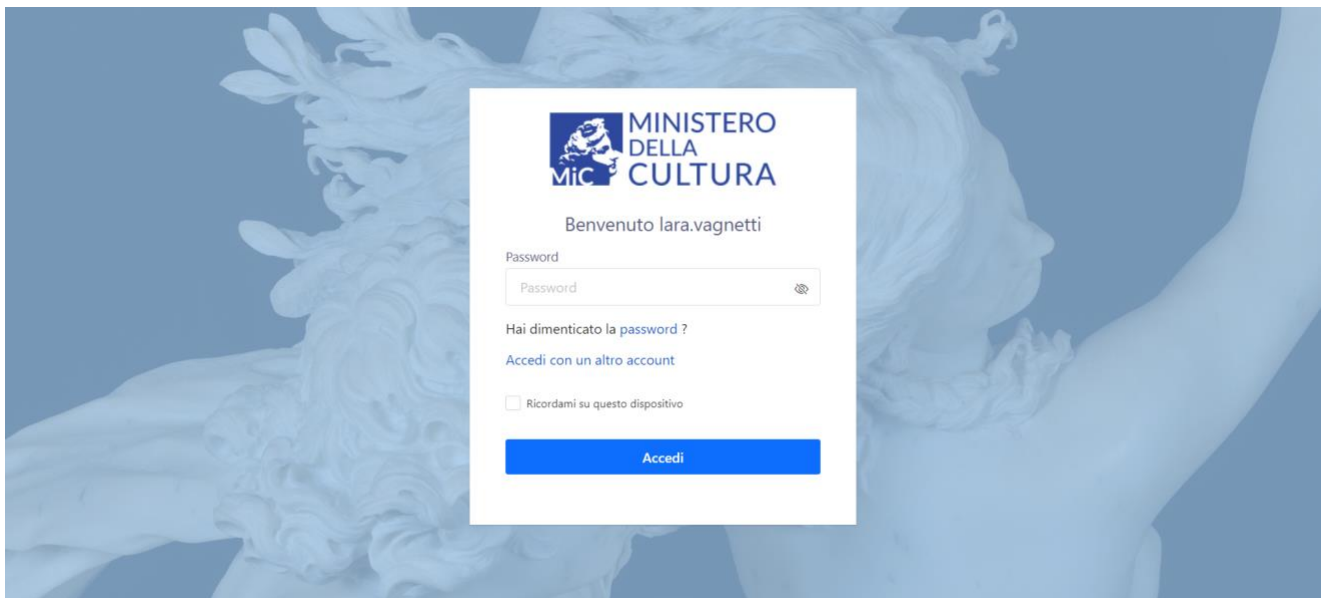 MINISTERO
DELLA
MiC CULTURA
Benvenuto lara.vagnetti
Password
Password
Hai dimenticato la password ?
Accedi con un altro account
Ricordami su questo dispositivo
Accedi